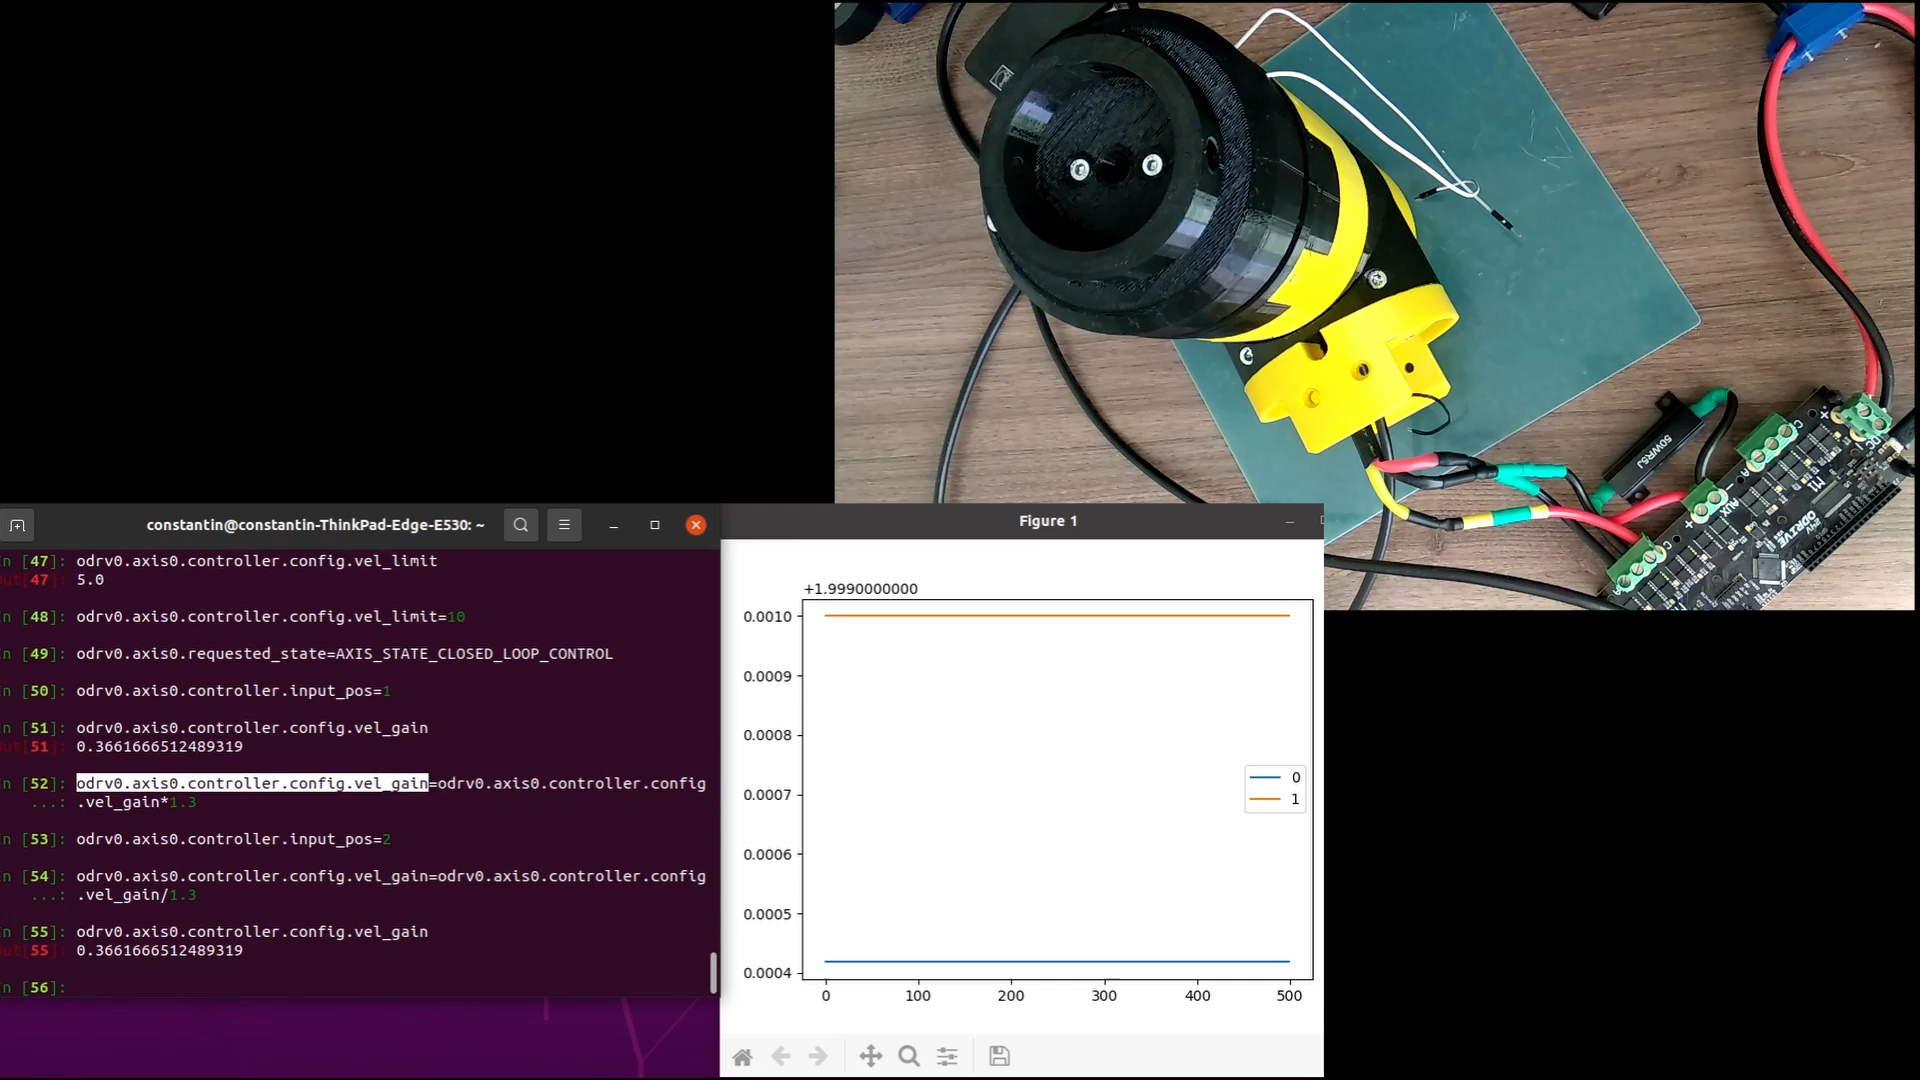 constantin@constantin-ThinkPad-Edge-E530: ~
n [47]: odrv0.axis0.controller.config.vel_limit
ut[47]: 5.0
n [48]: odrv0.axis0.controller.config.vel_limit=10
n [49]: odrv0.axis0.requested_state=AXIS_STATE_CLOSED_LOOP_CONTROL
n [50]: odrv0.axis0.controller.input_pos=1
n [51]: odrv0.axis0.controller.config.vel_gain
ut[51]: 0.3661666512489319
n [52]: odrv0.axis0.controller.config.vel_gain=odrv0.axis0.controller.config
...: .vel_gain*1.3
n [53]: odrv0.axis0.controller.input_pos=2
n [54]: odrv0.axis0.controller.config.vel_gain=odrv0.axis0.controller.config
...: .vel_gain/1.3
n [55]: odrv0.axis0.controller.config.vel_gain
ut[55]: 0.3661666512489319
n [56]:
Figure 1
+1.9990000000
0.0010
0.0009
0.0008
0.0007
0.0006
0.0005
0.0004
0 100 200 300 400 500
0
1
50WR5J
M1
AUX
DC
ODRIVE
24V